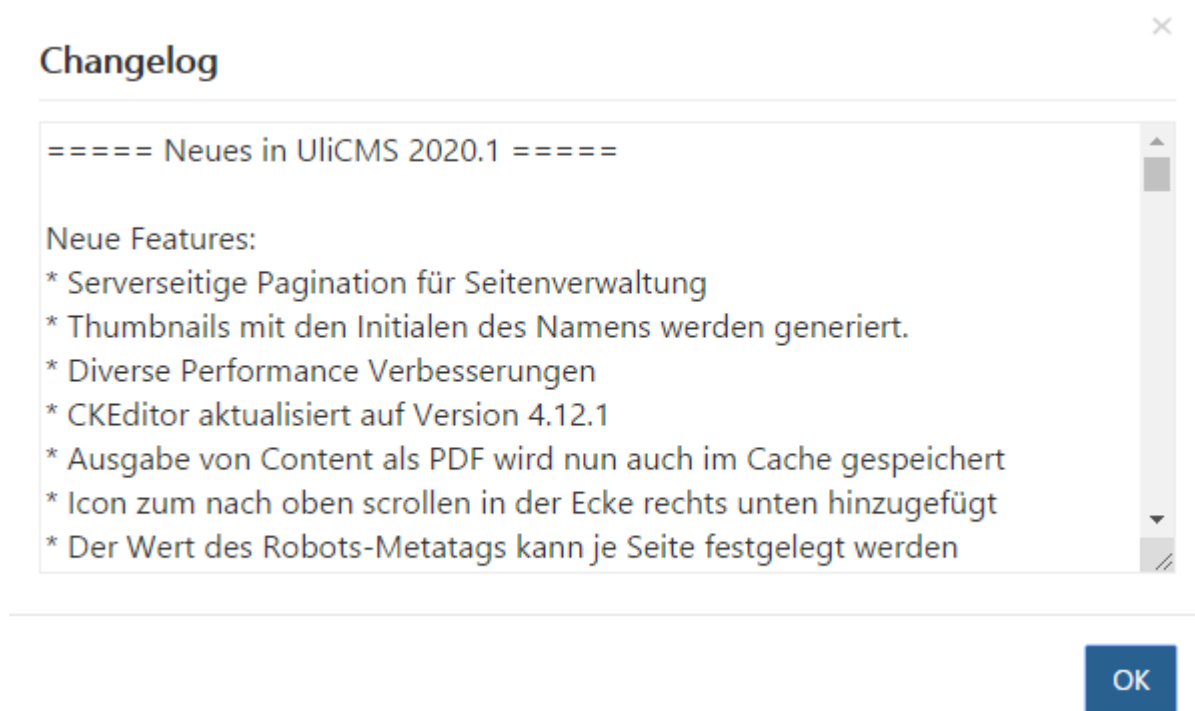 Changelog
===== Neues in UliCMS 2020.1 =====
Neue Features:
* Serverseitige Pagination für Seitenverwaltung
* Thumbnails mit den Initialen des Namens werden generiert.
* Diverse Performance Verbesserungen
* CKEditor aktualisiert auf Version 4.12.1
* Ausgabe von Content als PDF wird nun auch im Cache gespeichert
* Icon zum nach oben scrollen in der Ecke rechts unten hinzugefügt
* Der Wert des Robots-Metatags kann je Seite festgelegt werden
OK